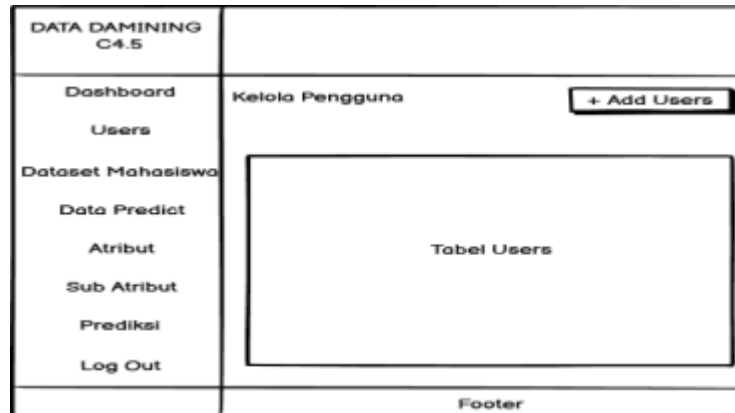 DATA DAMINING
C4.5
Dashboard
Users
Dataset Mahasiswa
Data Predict
Atribut
Sub Atribut
Prediksi
Log Out
Kelola Pengguna
+ Add Users
Tabel Users
Footer